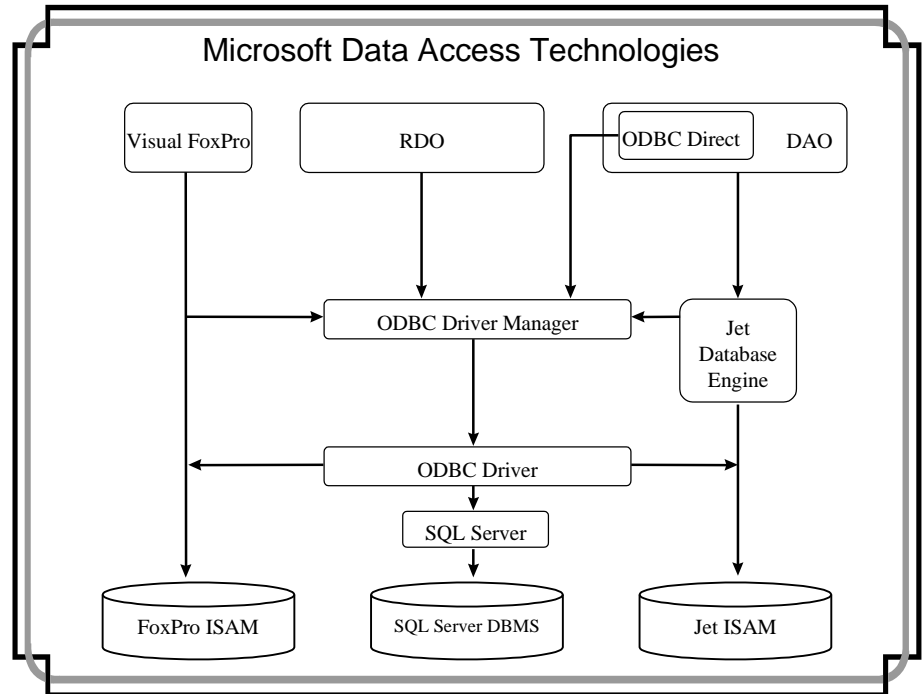 Microsoft Data Access Technologies
Visual FoxPro
RDO
ODBC Direct
DAO
ODBC Driver Manager
Jet
Database
Engine
ODBC Driver
SQL Server
FoxPro ISAM
SQL Server DBMS
Jet ISAM